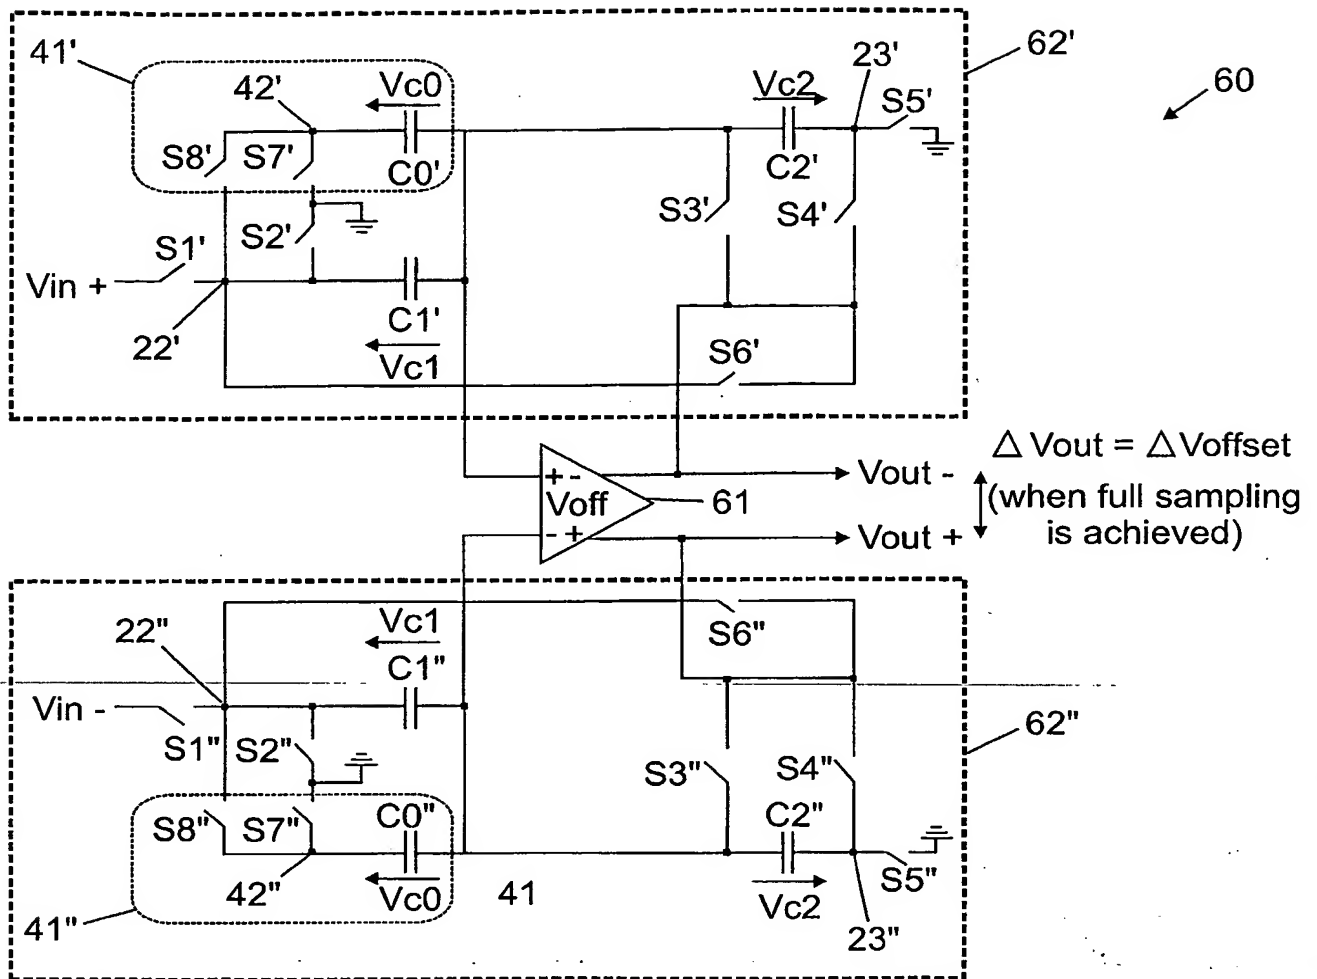 41'
42'
Vc0
Vc2
23'
S5'
62'
60
S8'
S7'
C0'
C2'
S3'
S4'
S1'
S2'
Vin +
C1'
22'
Vc1
S6'
△ Vout = △ Voffset
+ -
Voff
- +
61
Vout -
(when full sampling
Vout +
is achieved)
22"
Vc1
C1"
S6"
Vin -
S1"
S2"
S3"
S4"
62"
S8"
S7"
C0"
C2"
42"
Vc0
41
Vc2
S5"
41"
23"